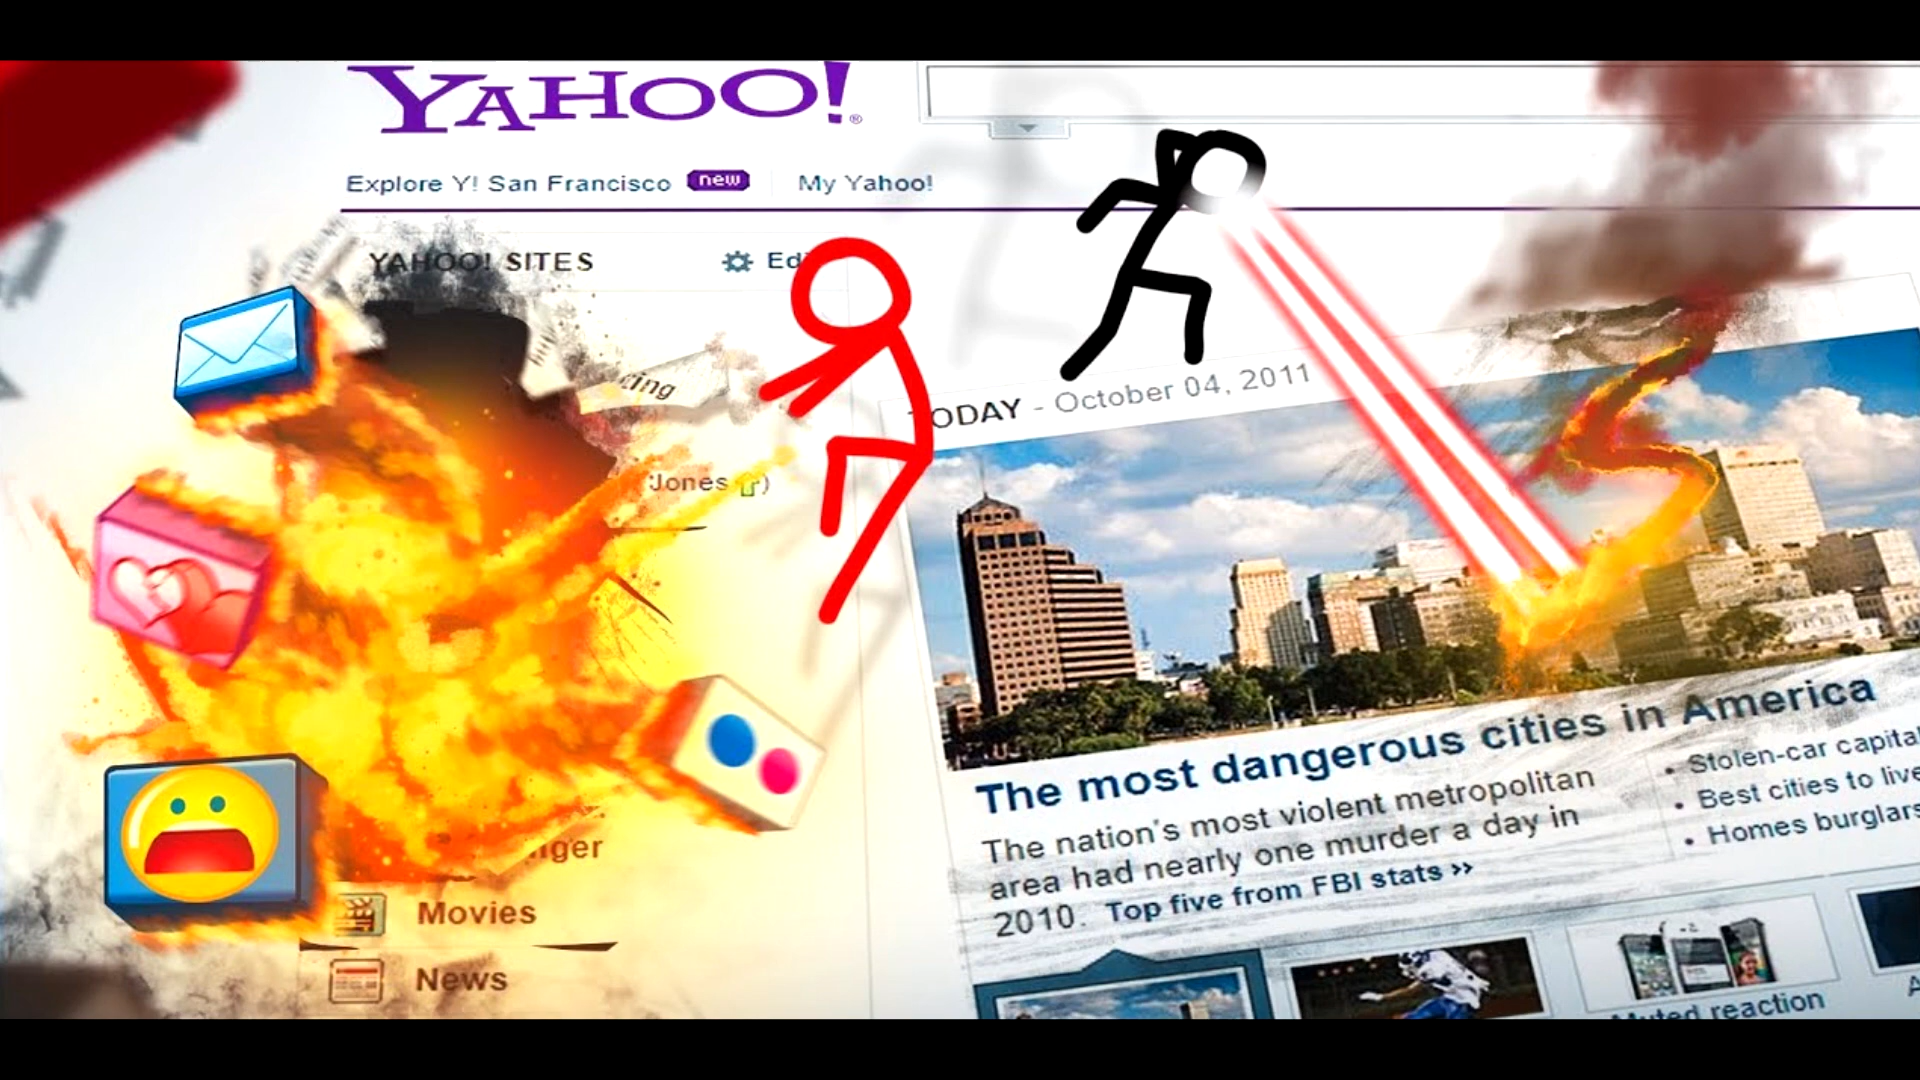 YAHOO!®
Explore Y! San Francisco new My Yahoo!
YAHOO! SITES
Jones
TODAY - October 04, 2011
The most dangerous cities in America
The nation's most violent metropolitan
area had nearly one murder a day in
2010. Top five from FBI stats »
• Stolen-car capital
• Best cities to live
• Homes burglars
Movies
News
Muted reaction